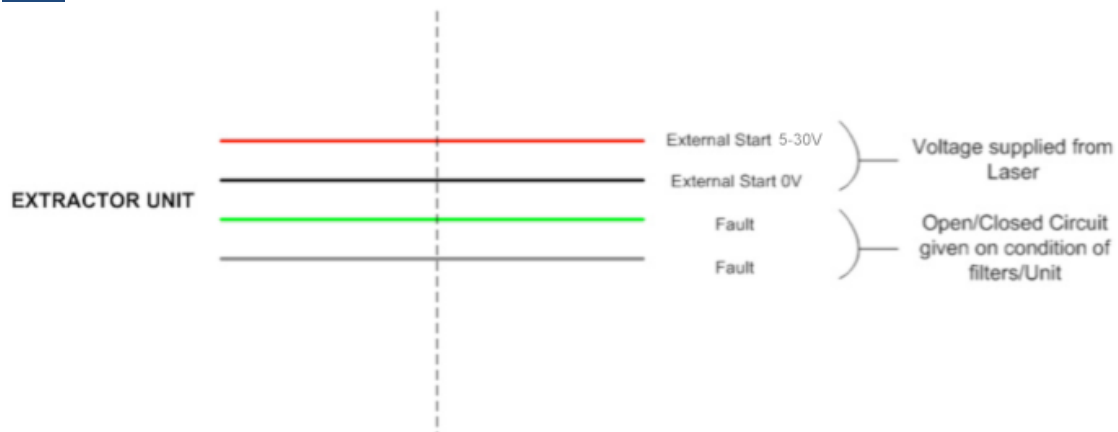 External Start 5-30V
Voltage supplied from
Laser
External Start 0V
EXTRACTOR UNIT
Fault
Open/Closed Circuit
given on condition of
filters/Unit
Fault